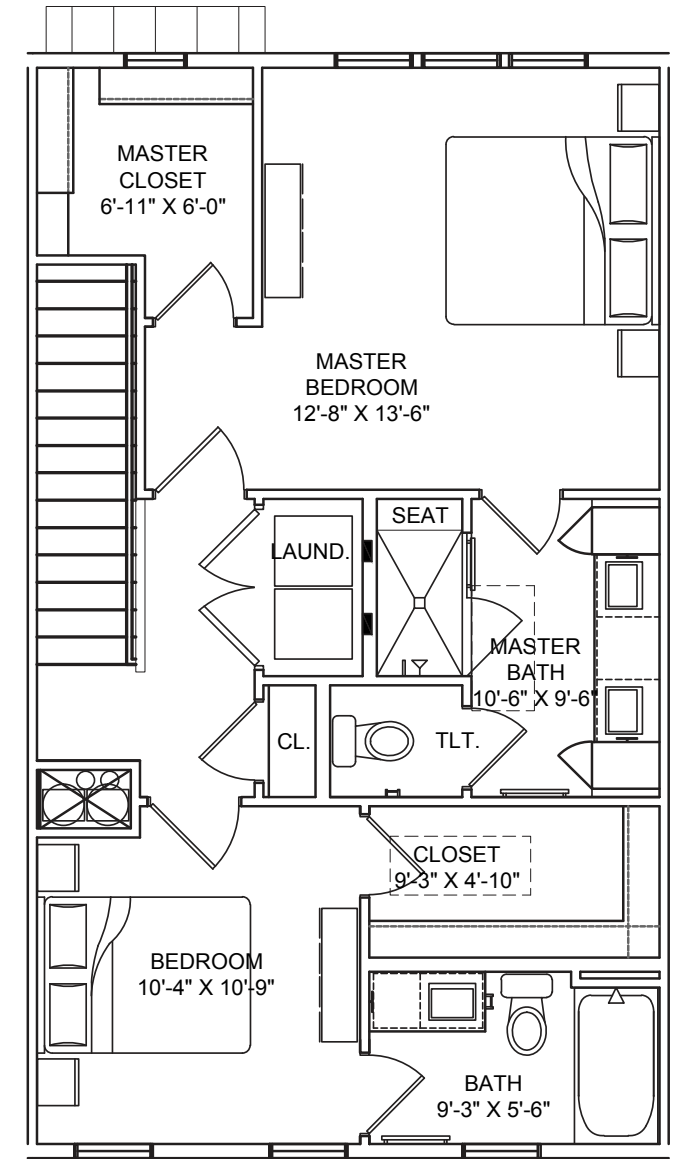 MASTER
CLOSET
6'-11" X 6'-0"
MASTER
BEDROOM
12'-8" X 13'-6"
SEAT
LAUND.
MASTER
BATH
10'-6" X 9'-6"
CL.
TLT.
CLOSET
9'-3" X 4'-10"
BEDROOM
10'-4" X 10'-9"
BATH
9'-3" X 5'-6"